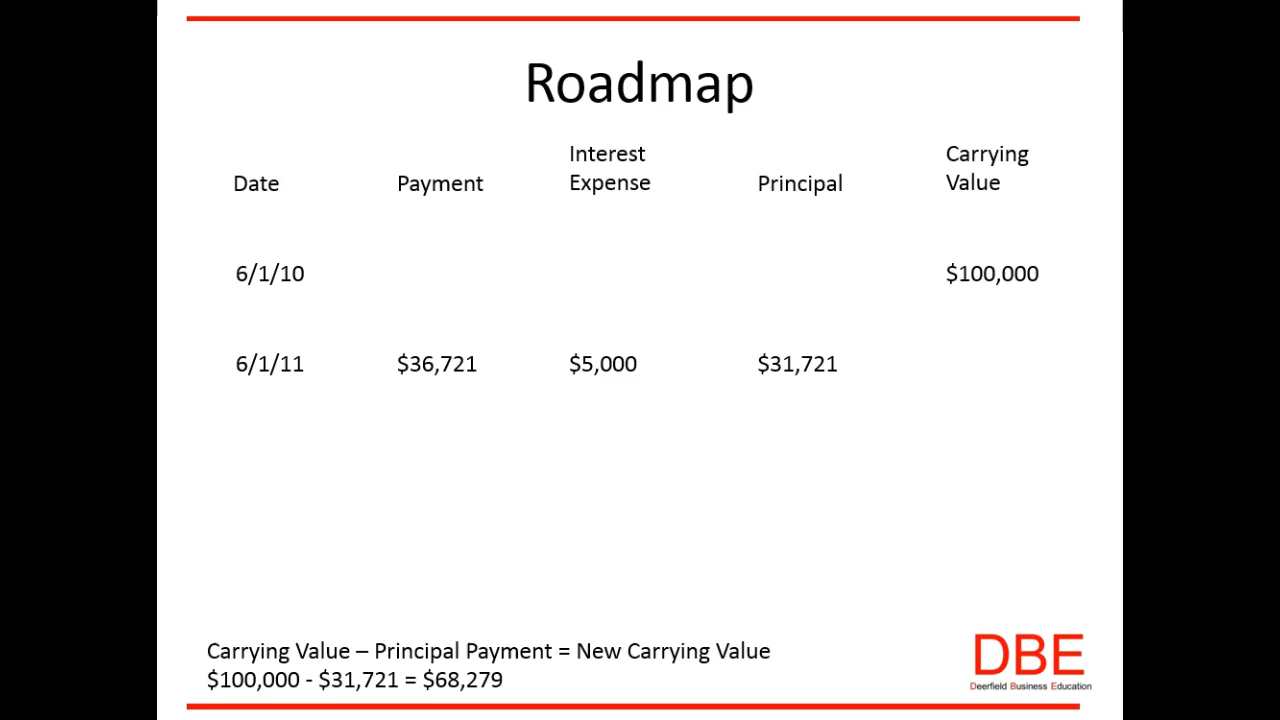 Roadmap
Date Payment Interest Expense Principal Carrying Value
6/1/10 $100,000
6/1/11 $36,721 $5,000 $31,721
Carrying Value – Principal Payment = New Carrying Value
$100,000 - $31,721 = $68,279
DBE
Deerfield Business Education